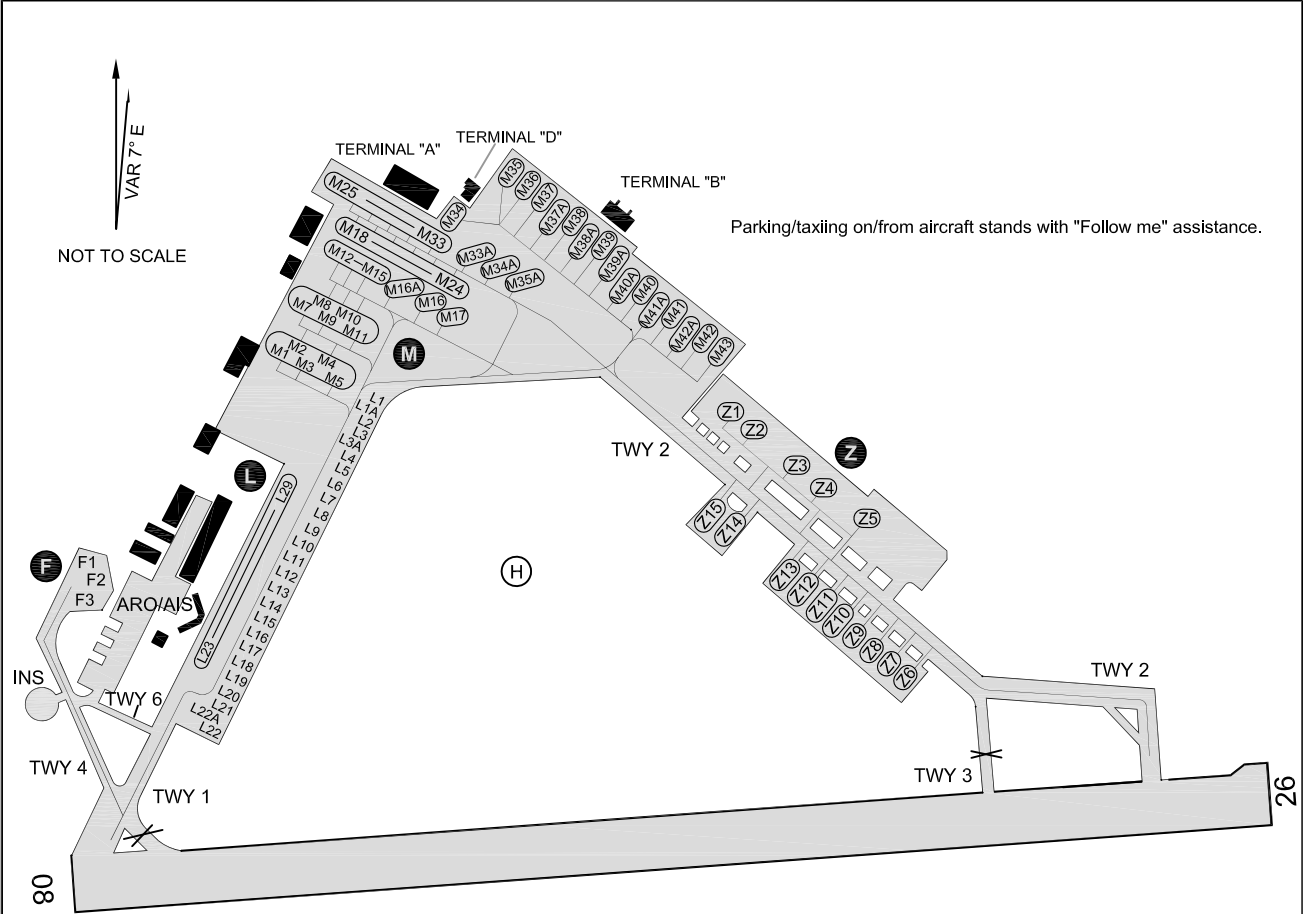 VAR 7° E
NOT TO SCALE
TERMINAL "A"
TERMINAL "D"
TERMINAL "B"
Parking/taxiing on/from aircraft stands with "Follow me" assistance.
M25
M33
M34
M18
M24
M12
M15
M33A
M34A
M35A
M16A
M16
M17
M7
M8
M9
M10
M11
M1
M2
M3
M4
M5
M
M35
M36
M37
M37A
M38
M38A
M39
M39A
M40A
M40
M41A
M41
M42A
M42
M43
L1
L1A
L2
L3
L3A
L4
L5
L6
L7
L8
L9
L10
L11
L12
L13
L14
L15
L16
L17
L18
L19
L20
L21
L22A
L22
L
L29
L23
Z1
Z2
Z3
Z4
Z5
Z
TWY 2
Z15
Z14
Z13
Z12
Z11
Z10
Z9
Z8
Z7
Z6
H
F
F1
F2
F3
ARO/AIS
INS
TWY 6
TWY 4
TWY 1
TWY 2
TWY 3
08
26